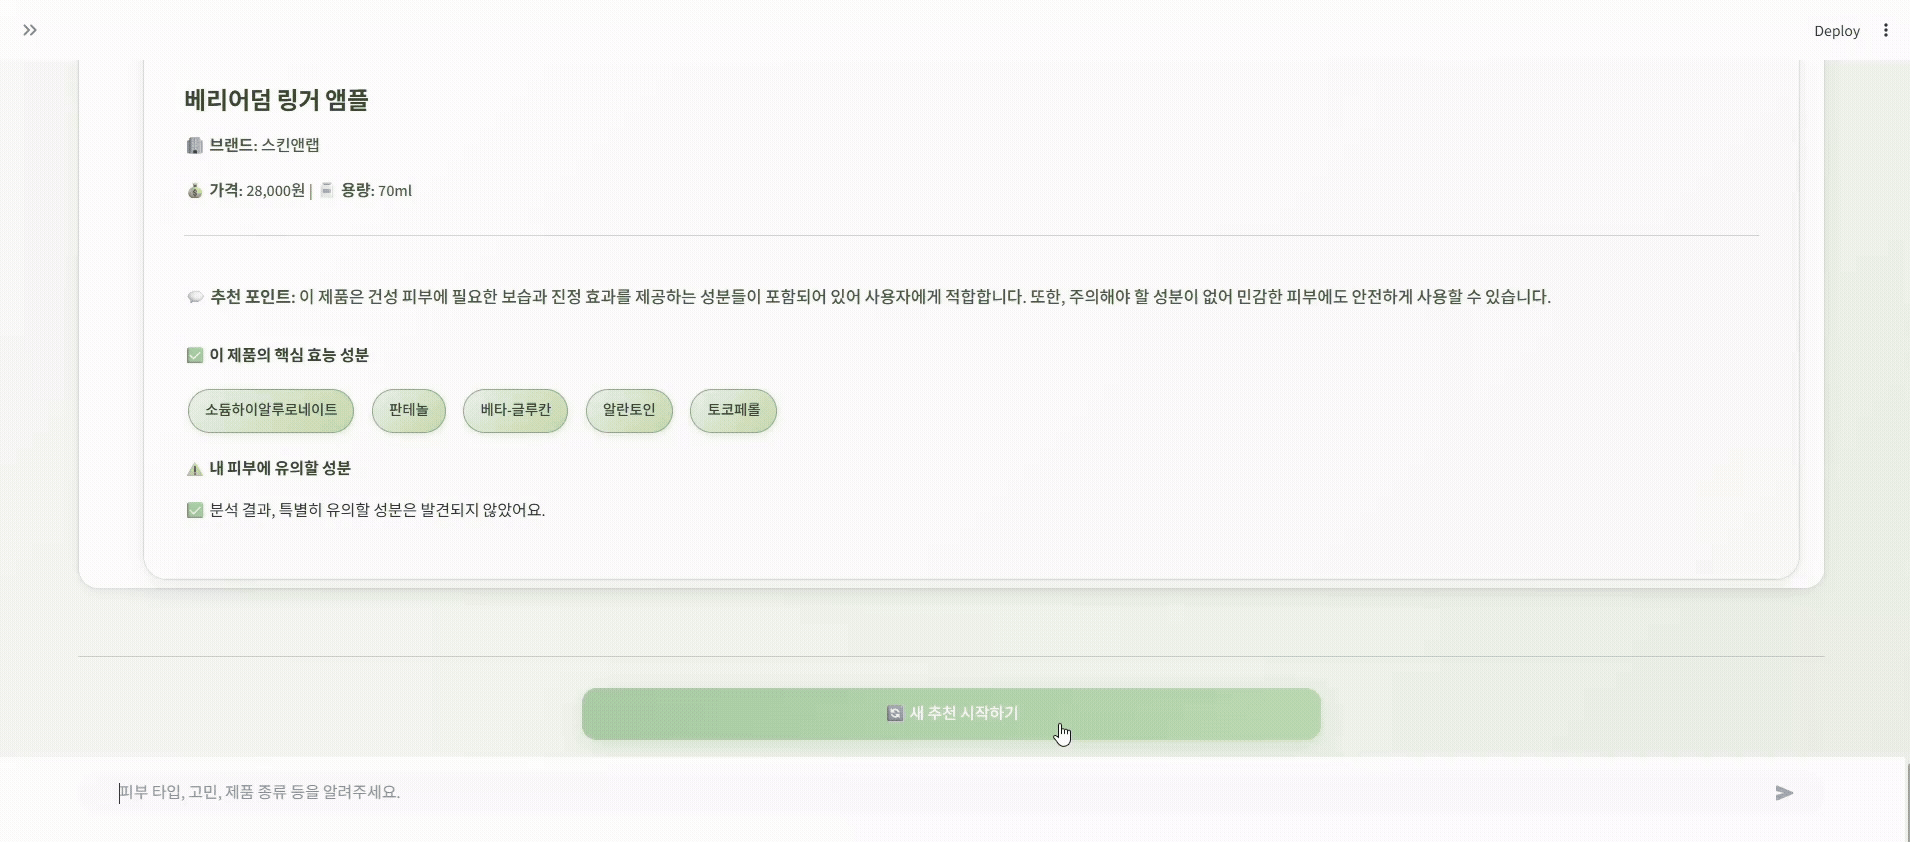 Deploy
베리어덤 링거 앰플
브랜드: 스킨앤랩
가격: 28,000원 | 용량: 70ml
추천 포인트: 이 제품은 건성 피부에 필요한 보습과 진정 효과를 제공하는 성분들이 포함되어 있어 사용자에게 적합합니다. 또한, 주의해야 할 성분이 없어 민감한 피부에도 안전하게 사용할 수 있습니다.
이 제품의 핵심 효능 성분
소듐하이알루로네이트 판테놀 베타-글루칸 알란토인 토코페롤
내 피부에 유의할 성분
분석 결과, 특별히 유의할 성분은 발견되지 않았어요.
새 추천 시작하기
피부 타입, 고민, 제품 종류 등을 알려주세요.